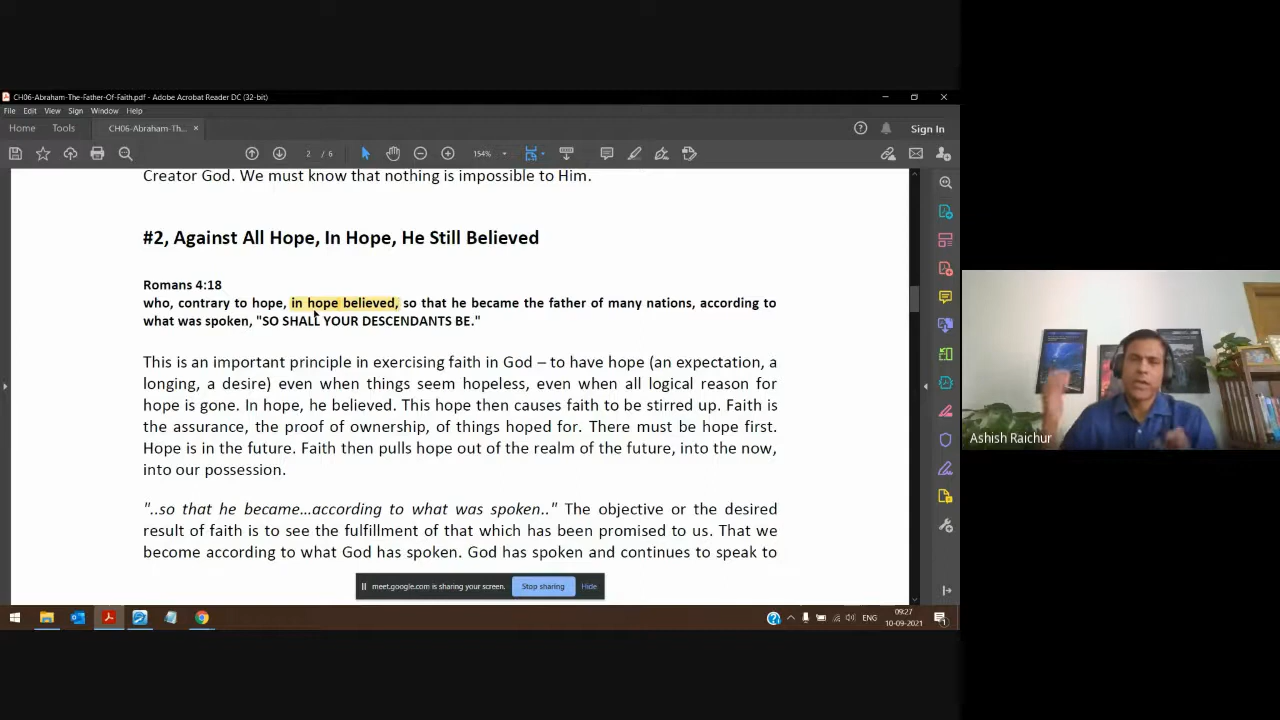 CH06-Abraham-The-Father-Of-Faith.pdf - Adobe Acrobat Reader DC (32-bit)
File Edit View Sign Window Help
Home Tools CH06-Abraham-Th... × Sign In
2 / 6 154%
Creator God. We must know that nothing is impossible to Him.
#2, Against All Hope, In Hope, He Still Believed
Romans 4:18
who, contrary to hope, in hope believed, so that he became the father of many nations, according to
what was spoken, "SO SHALL YOUR DESCENDANTS BE."
This is an important principle in exercising faith in God – to have hope (an expectation, a
longing, a desire) even when things seem hopeless, even when all logical reason for
hope is gone. In hope, he believed. This hope then causes faith to be stirred up. Faith is
the assurance, the proof of ownership, of things hoped for. There must be hope first.
Hope is in the future. Faith then pulls hope out of the realm of the future, into the now,
into our possession.
"..so that he became…according to what was spoken.." The objective or the desired
result of faith is to see the fulfillment of that which has been promised to us. That we
become according to what God has spoken. God has spoken and continues to speak to
meet.google.com is sharing your screen. Stop sharing Hide
ENG
09:27
10-09-2021
Ashish Raichur